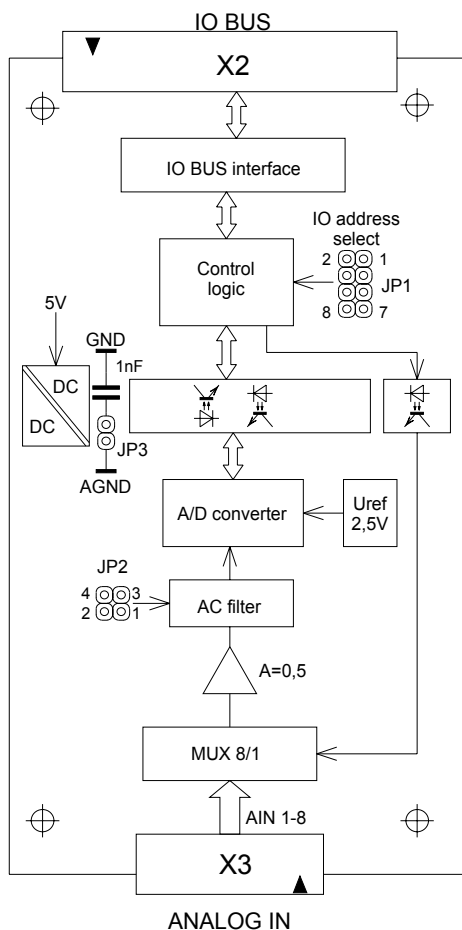 IO BUS
X2
IO BUS interface
IO address
select
2 1
JP1
8 7
Control
logic
5V
GND
1nF
DC
DC
JP3
AGND
A/D converter
Uref
2,5V
JP2
4 3
2 1
AC filter
A=0,5
MUX 8/1
AIN 1-8
X3
ANALOG IN